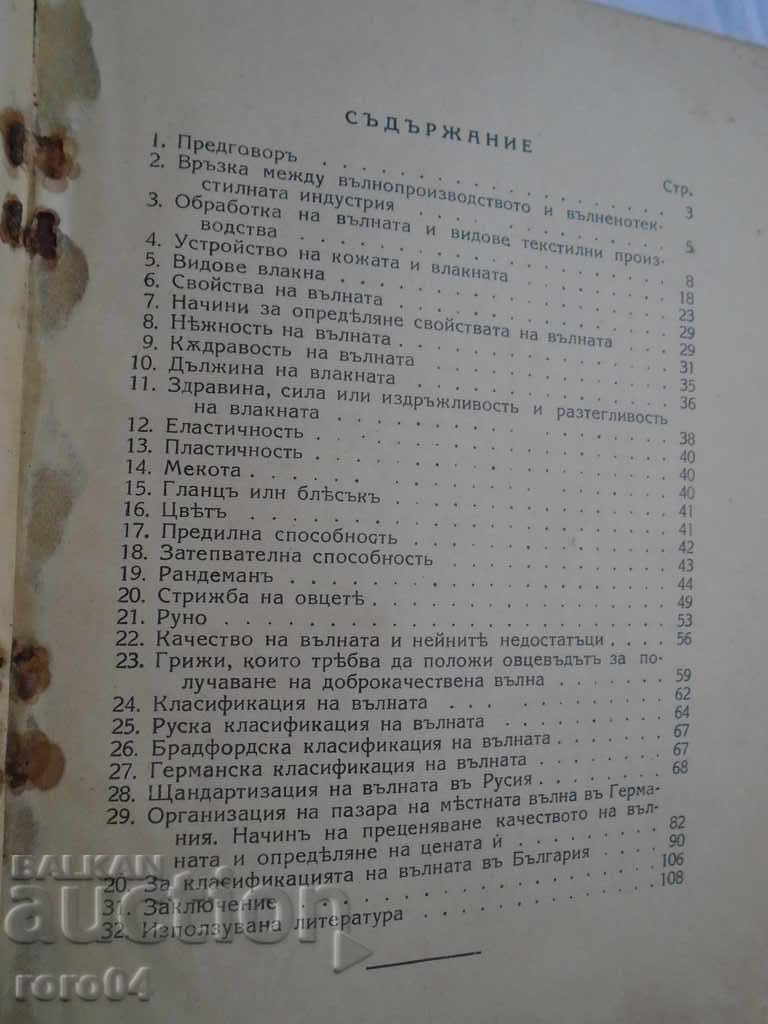 СЪДЪРЖАНИЕ
Стр.
1. Предговоръ . . . . . . . . . . . . . . . 3
2. Връзка между вълнопроизводството и вълненотек-
стилната индустрия . . . . . . . . . . . 5
3. Обработка на вълната и видове текстилни произ-
водства . . . . . . . . . . . . . . . 8
4. Устройство на кожата и влакната . . . . . . . 18
5. Видове влакна . . . . . . . . . . . . . 23
6. Свойства на вълната . . . . . . . . . . . 29
7. Начини за опредѣляне свойствата на вълната . . . 29
8. Нѣжность на вълната . . . . . . . . . . . 31
9. Кѫдравость на вълната . . . . . . . . . . 35
10. Дължина на влакната . . . . . . . . . . . 36
11. Здравина, сила или издръжливость и разтегливость
на влакната . . . . . . . . . . . . . 38
12. Еластичность . . . . . . . . . . . . . 40
13. Пластичность . . . . . . . . . . . . . 40
14. Мекота . . . . . . . . . . . . . . . 40
15. Гланцъ илн блѣсъкъ . . . . . . . . . . . 41
16. Цвѣтъ . . . . . . . . . . . . . . . 41
17. Предилна способность . . . . . . . . . . 42
18. Затепвателна способность . . . . . . . . . 43
19. Рандеманъ . . . . . . . . . . . . . . 44
20. Стрижба на овцетѣ . . . . . . . . . . . 49
21. Руно . . . . . . . . . . . . . . . . 53
22. Качество на вълната и нейнитѣ недостатъци . . . . 56
23. Грижи, които трѣбва да положи овцевъдътъ за по-
лучаване на доброкачествена вълна . . . . . . 59
24. Класификация на вълната . . . . . . . . . 62
25. Руска класификация на вълната . . . . . . . 64
26. Брадфордска класификация на вълната . . . . . 67
27. Германска класификация на вълната . . . . . . 67
28. Щандартизация на вълната въ Русия . . . . . . 68
29. Организация на пазара на мѣстната вълна въ Герма-
ния. Начинъ на преценяване качеството на въл-
ната и опредѣляне на цената ѝ . . . . . . . 82
20. За класификацията на вълната въ България . . . . 90
31. Заключение . . . . . . . . . . . . . . 106
32. Използувана литература . . . . . . . . . . 108
BALKAN
auction
roro04